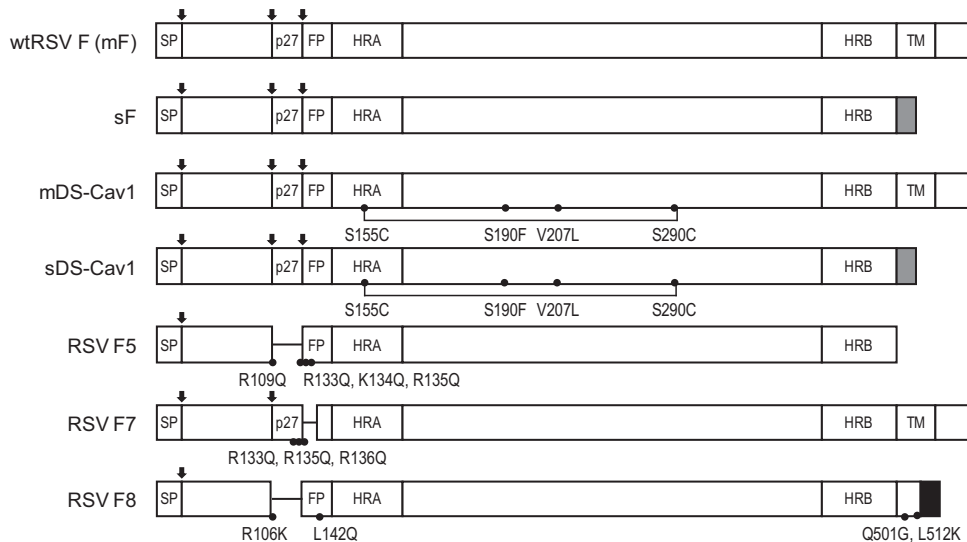 wtRSV F (mF) SP p27 FP HRA HRB TM
sF SP p27 FP HRA HRB
mDS-Cav1 SP p27 FP HRA HRB TM
S155C S190F V207L S290C
sDS-Cav1 SP p27 FP HRA HRB
S155C S190F V207L S290C
RSV F5 SP FP HRA HRB
R109Q R133Q, K134Q, R135Q
RSV F7 SP p27 HRA HRB TM
R133Q, R135Q, R136Q
RSV F8 SP FP HRA HRB
R106K L142Q Q501G, L512K